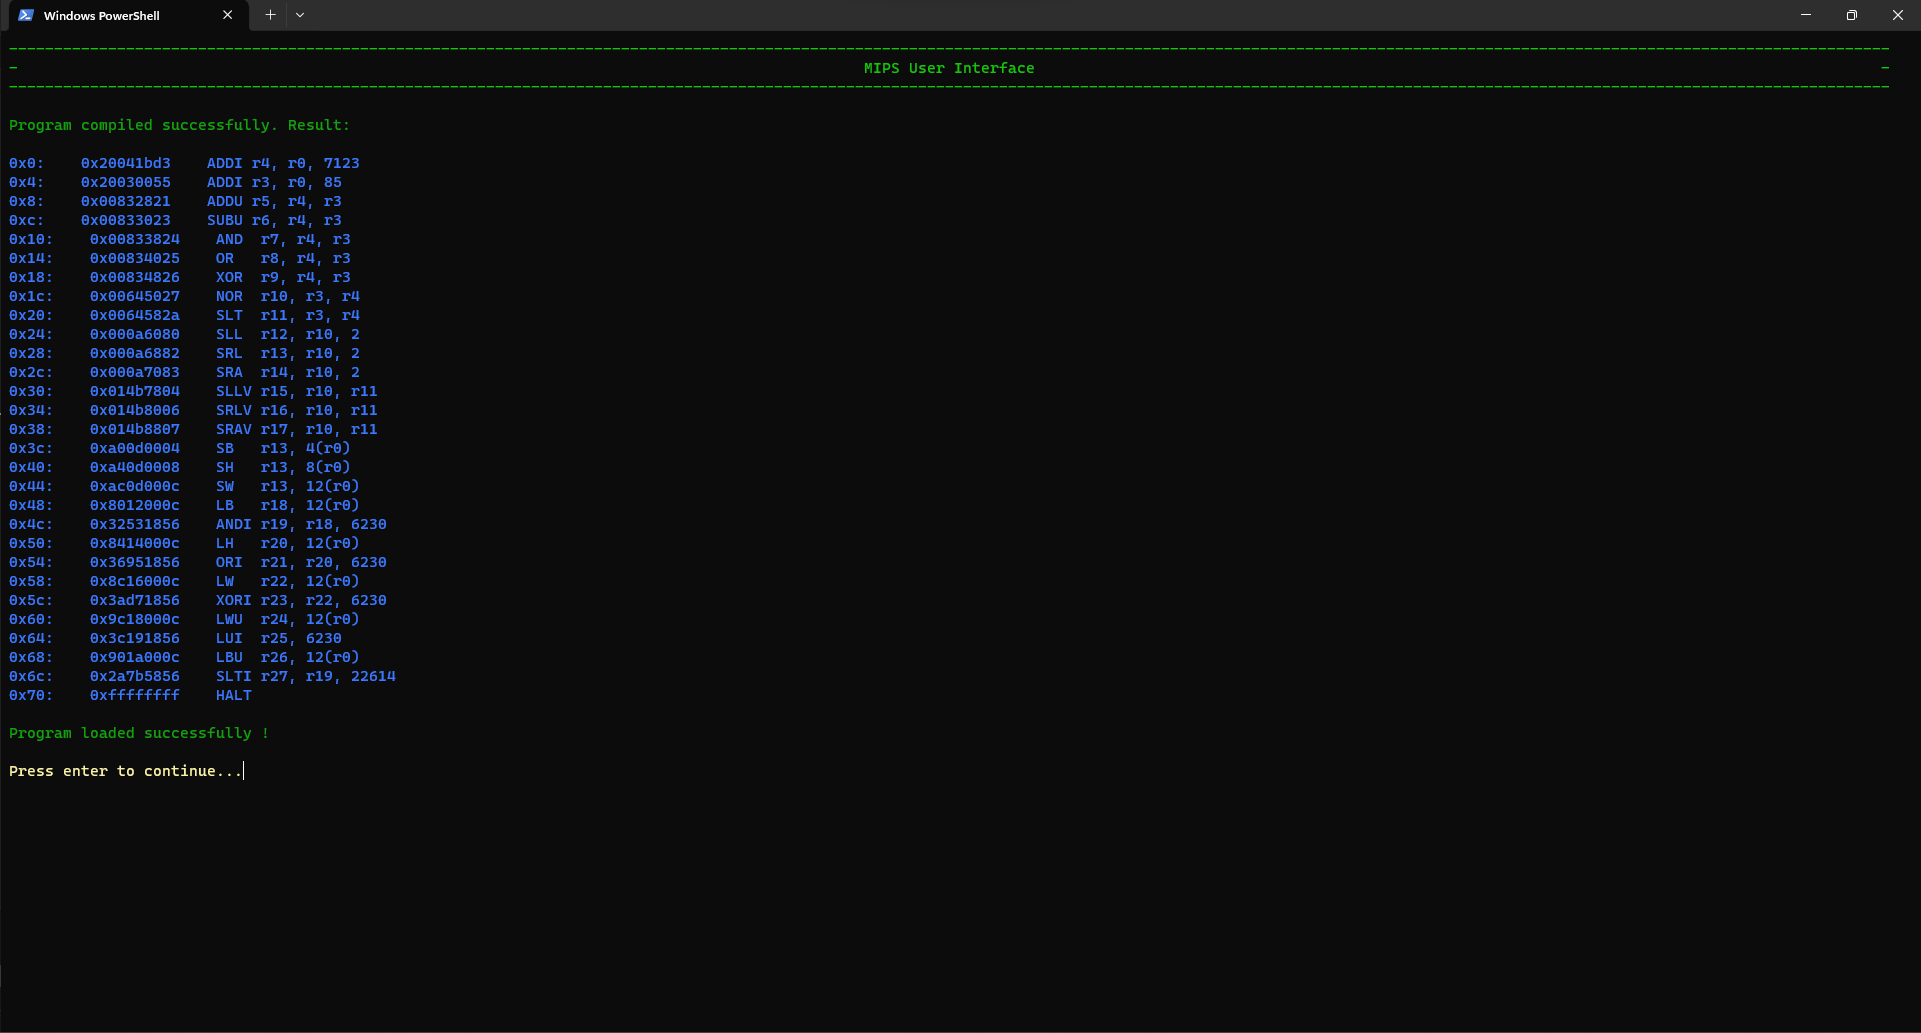 Windows PowerShell
--------------------------------------------------------------------------------------------------------------------------------------------------------------------------------------------------------------
- MIPS User Interface -
--------------------------------------------------------------------------------------------------------------------------------------------------------------------------------------------------------------
Program compiled successfully. Result:
0x0:    0x20041bd3    ADDI r4, r0, 7123
0x4:    0x20030055    ADDI r3, r0, 85
0x8:    0x00832821    ADDU r5, r4, r3
0xc:    0x00833023    SUBU r6, r4, r3
0x10:    0x00833824    AND  r7, r4, r3
0x14:    0x00834025    OR   r8, r4, r3
0x18:    0x00834826    XOR  r9, r4, r3
0x1c:    0x00645027    NOR  r10, r3, r4
0x20:    0x0064582a    SLT  r11, r3, r4
0x24:    0x000a6080    SLL  r12, r10, 2
0x28:    0x000a6882    SRL  r13, r10, 2
0x2c:    0x000a7083    SRA  r14, r10, 2
0x30:    0x014b7804    SLLV r15, r10, r11
0x34:    0x014b8006    SRLV r16, r10, r11
0x38:    0x014b8807    SRAV r17, r10, r11
0x3c:    0xa00d0004    SB   r13, 4(r0)
0x40:    0xa40d0008    SH   r13, 8(r0)
0x44:    0xac0d000c    SW   r13, 12(r0)
0x48:    0x8012000c    LB   r18, 12(r0)
0x4c:    0x32531856    ANDI r19, r18, 6230
0x50:    0x8414000c    LH   r20, 12(r0)
0x54:    0x36951856    ORI  r21, r20, 6230
0x58:    0x8c16000c    LW   r22, 12(r0)
0x5c:    0x3ad71856    XORI r23, r22, 6230
0x60:    0x9c18000c    LWU  r24, 12(r0)
0x64:    0x3c191856    LUI  r25, 6230
0x68:    0x901a000c    LBU  r26, 12(r0)
0x6c:    0x2a7b5856    SLTI r27, r19, 22614
0x70:    0xffffffff    HALT
Program loaded successfully !
Press enter to continue...